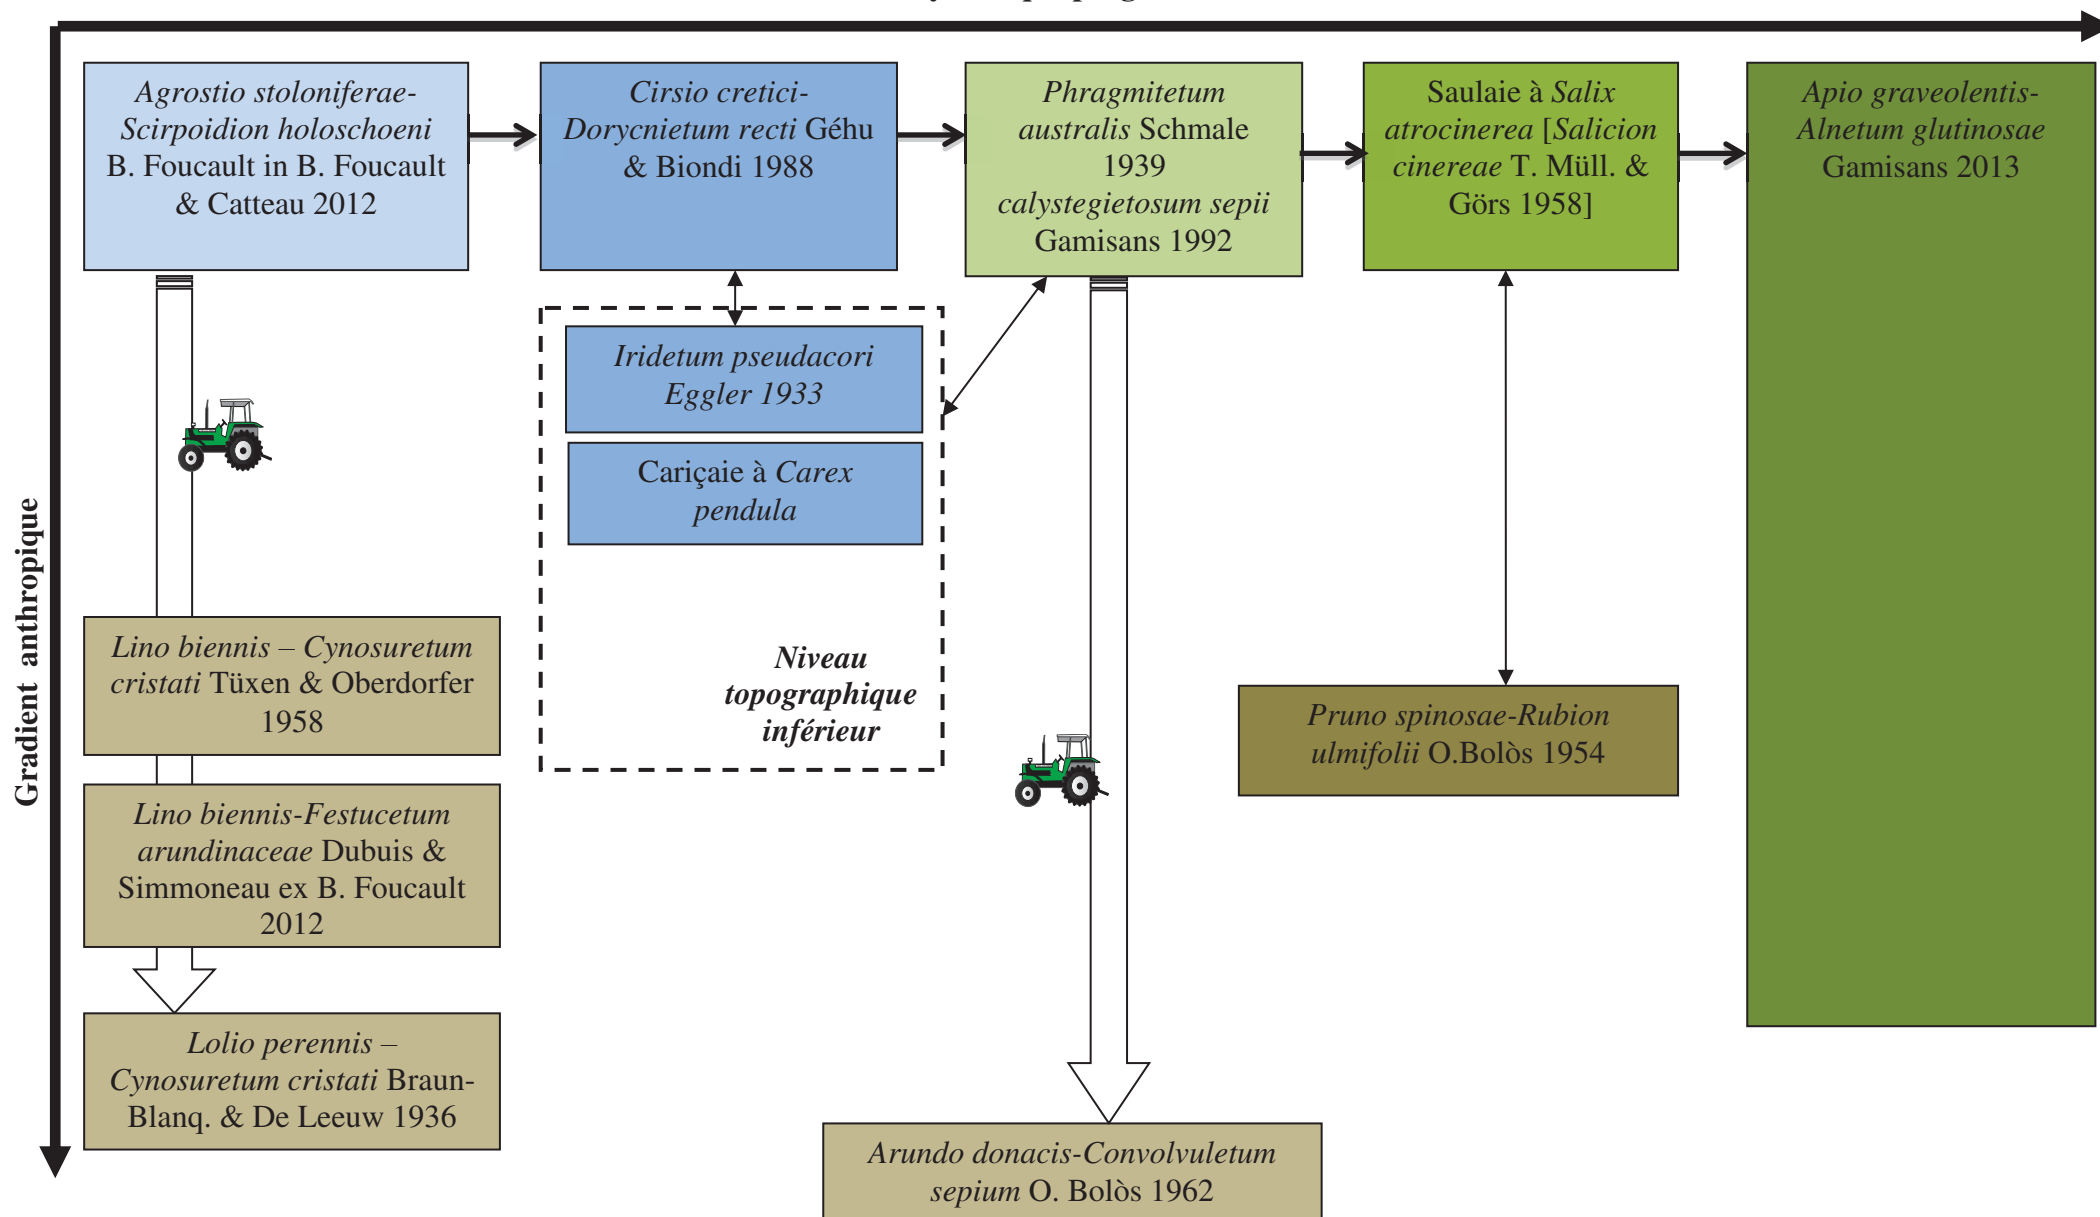 Agrostio stoloniferae-
Scirpoidion holoschoeni
B. Foucault in B. Foucault
& Catteau 2012
Cirsio cretici-
Dorycnietum recti Géhu
& Biondi 1988
Phragmitetum
australis Schmale
1939
calystegietosum sepii
Gamisans 1992
Saulaie à Salix
atrocinerea [Salicion
cinereae T. Müll. &
Görs 1958]
Apio graveolentis-
Alnetum glutinosae
Gamisans 2013
Iridetum pseudacori
Eggler 1933
Cariçaie à Carex
pendula
Niveau
topographique
inférieur
Gradient anthropique
Lino biennis – Cynosuretum
cristati Tüxen & Oberdorfer
1958
Lino biennis-Festucetum
arundinaceae Dubuis &
Simmoneau ex B. Foucault
2012
Lolio perennis –
Cynosuretum cristati Braun-
Blanq. & De Leeuw 1936
Pruno spinosae-Rubion
ulmifolii O.Bolòs 1954
Arundo donacis-Convolvuletum
sepium O. Bolòs 1962